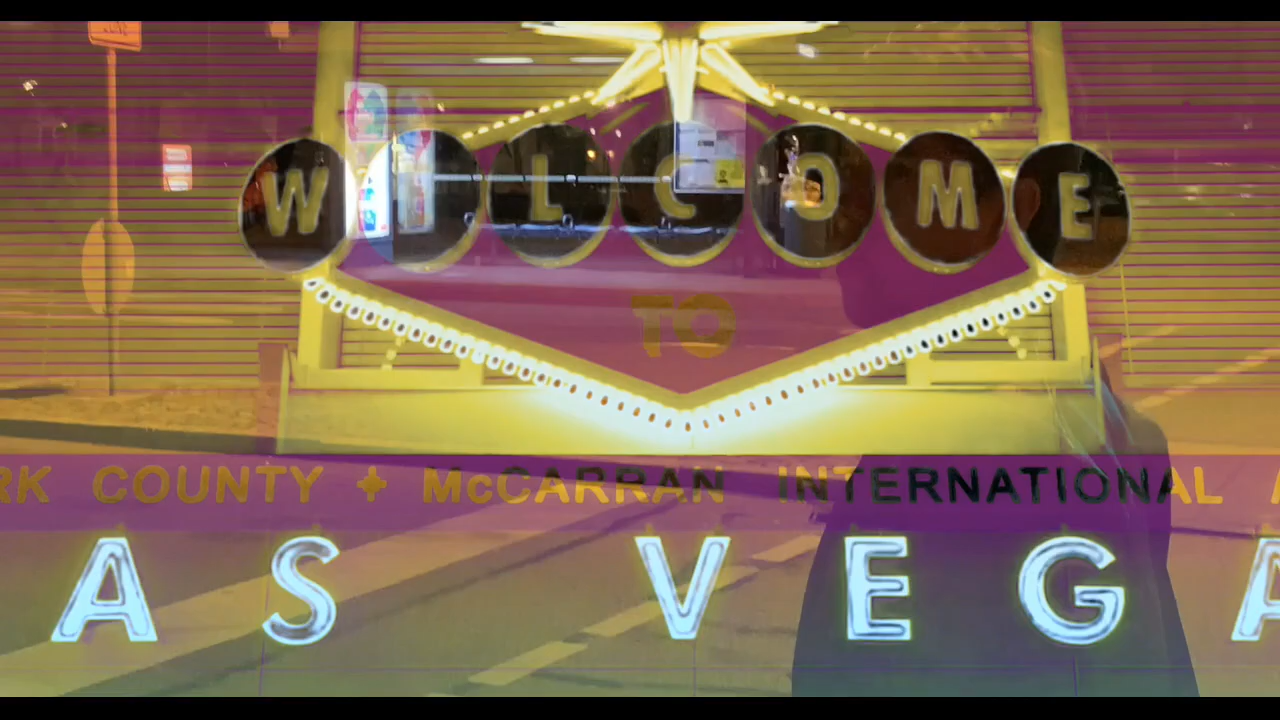 WELCOME
TO
RK COUNTY + McCARRAN INTERNATIONAL
AS VEGA